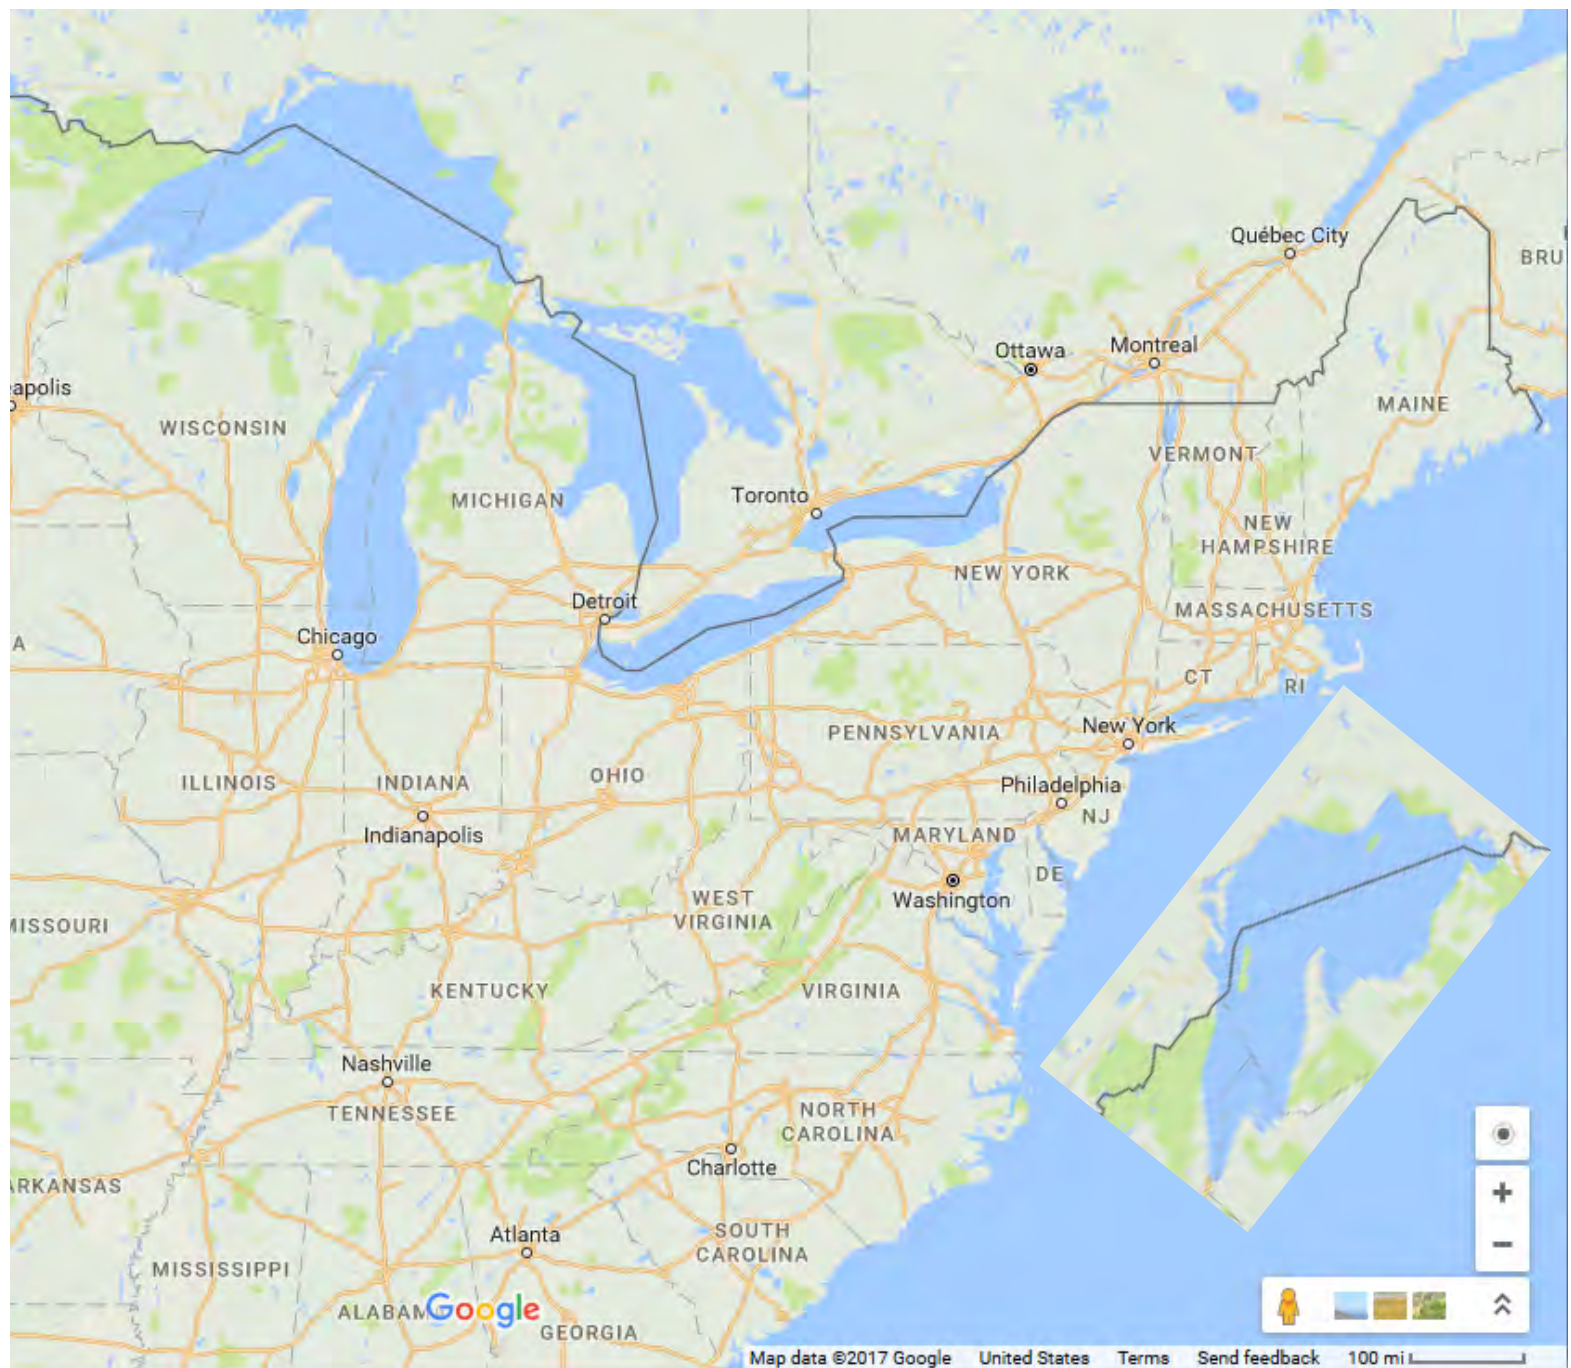 Québec City
BRU
Ottawa
Montreal
eapolis
MAINE
WISCONSIN
VERMONT
MICHIGAN
Toronto
NEW
HAMPSHIRE
NEW YORK
Detroit
MASSACHUSETTS
Chicago
A
CT
RI
New York
PENNSYLVANIA
OHIO
ILLINOIS
INDIANA
Philadelphia
NJ
Indianapolis
MARYLAND
DE
Washington
WEST
VIRGINIA
MISSOURI
KENTUCKY
VIRGINIA
Nashville
TENNESSEE
NORTH
CAROLINA
Charlotte
ARKANSAS
Atlanta
SOUTH
CAROLINA
MISSISSIPPI
ALABAM
Google
GEORGIA
Map data ©2017 Google United States Terms Send feedback 100 mi